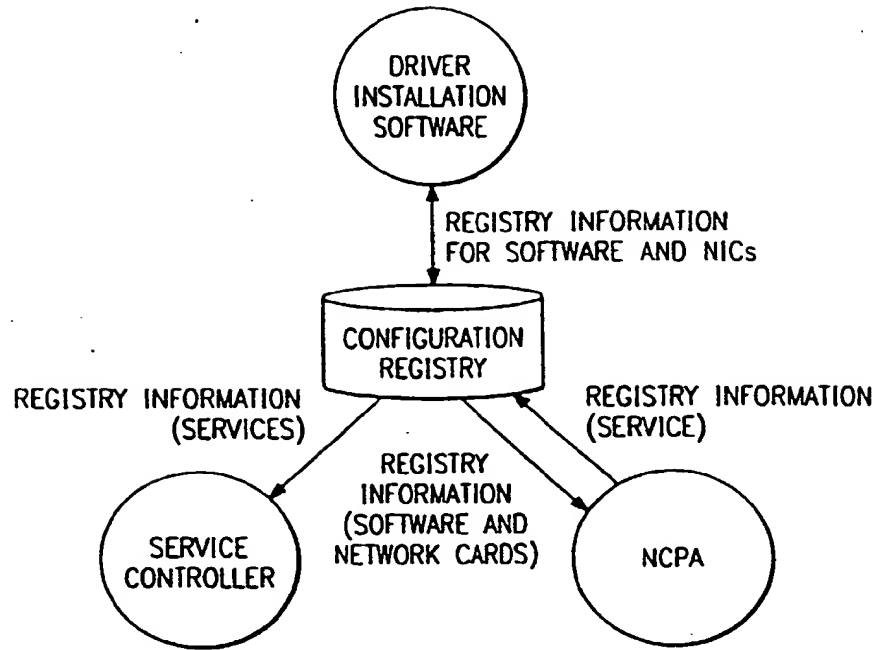 DRIVER
INSTALLATION
SOFTWARE
REGISTRY INFORMATION
FOR SOFTWARE AND NICs
CONFIGURATION
REGISTRY
REGISTRY INFORMATION
(SERVICES)
REGISTRY INFORMATION
(SERVICE)
REGISTRY
INFORMATION
(SOFTWARE AND
NETWORK CARDS)
SERVICE
CONTROLLER
NCPA